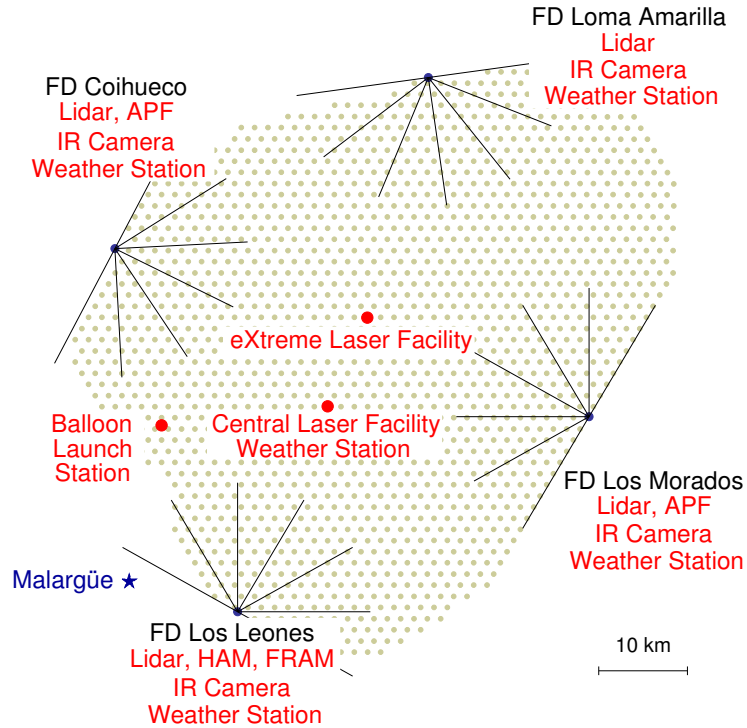 FD Loma Amarilla
Lidar
IR Camera
Weather Station
FD Coihueco
Lidar, APF
IR Camera
Weather Station
eXtreme Laser Facility
Balloon
Launch
Station
Central Laser Facility
Weather Station
FD Los Morados
Lidar, APF
IR Camera
Weather Station
Malargüe
FD Los Leones
Lidar, HAM, FRAM
IR Camera
Weather Station
10 km